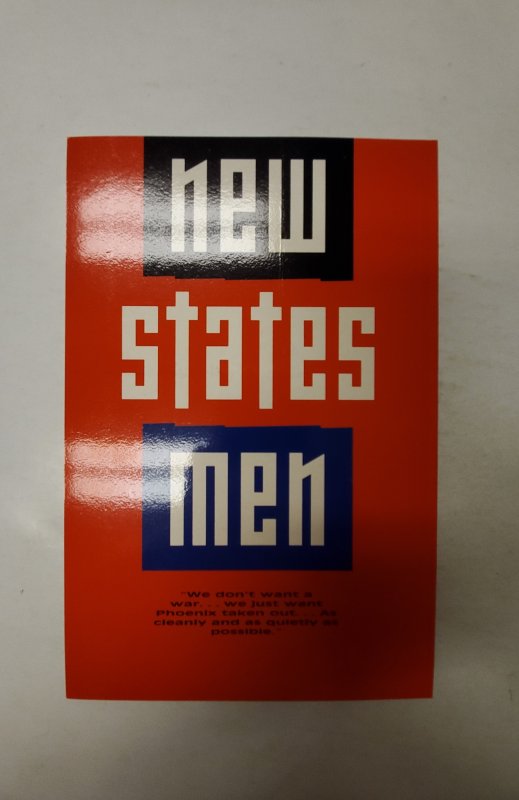 new
states
men
"We don't want a
war. . . we just want
Phoenix taken out. . . As
cleanly and as quietly as
possible."